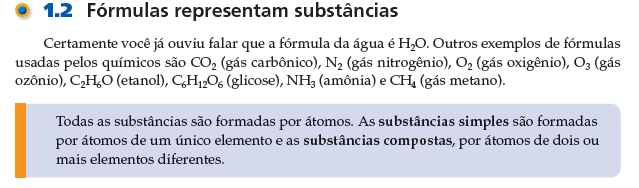 1.2 Fórmulas representam substâncias
Certamente você já ouviu falar que a fórmula da água é H₂O. Outros exemplos de fórmulas
usadas pelos químicos são CO₂ (gás carbônico), N₂ (gás nitrogênio), O₂ (gás oxigênio), O₃ (gás
ozônio), C₂H₆O (etanol), C₆H₁₂O₆ (glicose), NH₃ (amônia) e CH₄ (gás metano).
Todas as substâncias são formadas por átomos. As substâncias simples são formadas
por átomos de um único elemento e as substâncias compostas, por átomos de dois ou
mais elementos diferentes.